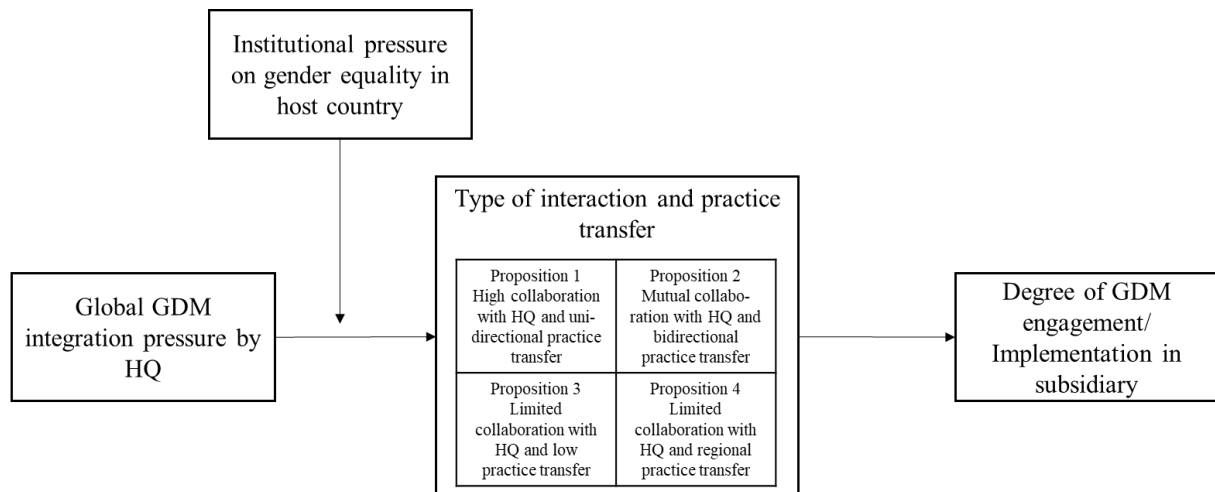 Institutional pressure
on gender equality in
host country
Type of interaction and practice
transfer
Proposition 1
High collaboration
with HQ and uni-
directional practice
transfer
Proposition 2
Mutual collabo-
ration with HQ and
bidirectional
practice transfer
Proposition 3
Limited
collaboration with
HQ and low
practice transfer
Proposition 4
Limited
collaboration with
HQ and regional
practice transfer
Global GDM
integration pressure by
HQ
Degree of GDM
engagement/
Implementation in
subsidiary